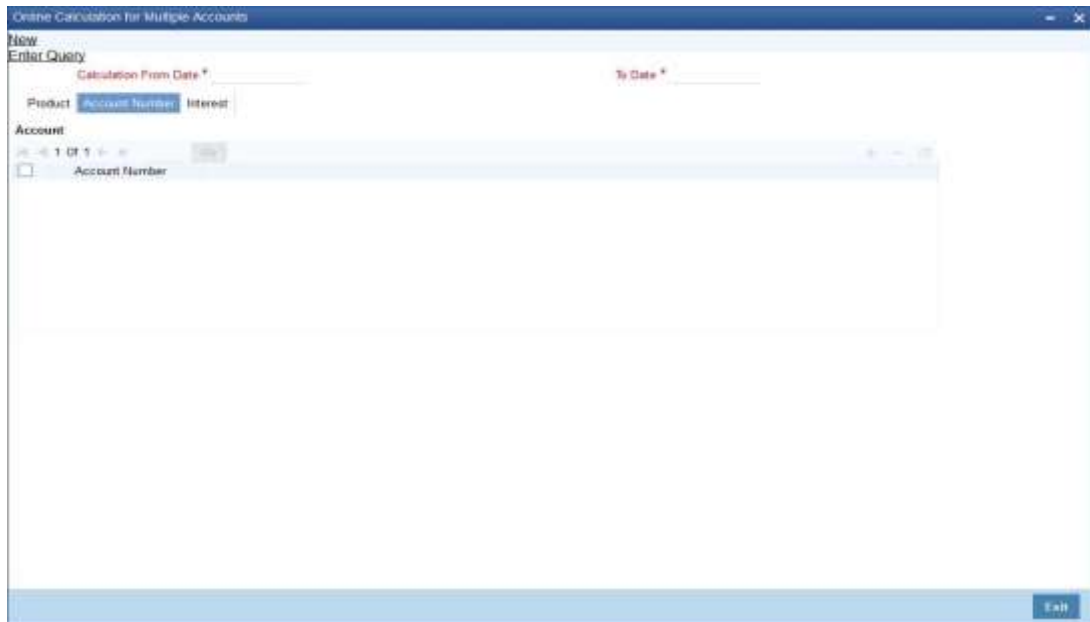 Online Calculation for Multiple Accounts
New
Enter Query
Calculation From Date * To Date *
Product Account Number Interest
Account
1 Of 1 Go
Account Number
Exit